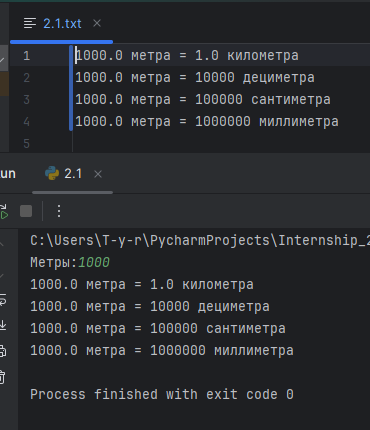 2.1.txt
1 1000.0 метра = 1.0 километра
2 1000.0 метра = 10000 дециметра
3 1000.0 метра = 100000 сантиметра
4 1000.0 метра = 1000000 миллиметра
5
un 2.1
C:\Users\T-y-r\PycharmProjects\Internship_2
Метры:1000
1000.0 метра = 1.0 километра
1000.0 метра = 10000 дециметра
1000.0 метра = 100000 сантиметра
1000.0 метра = 1000000 миллиметра
Process finished with exit code 0